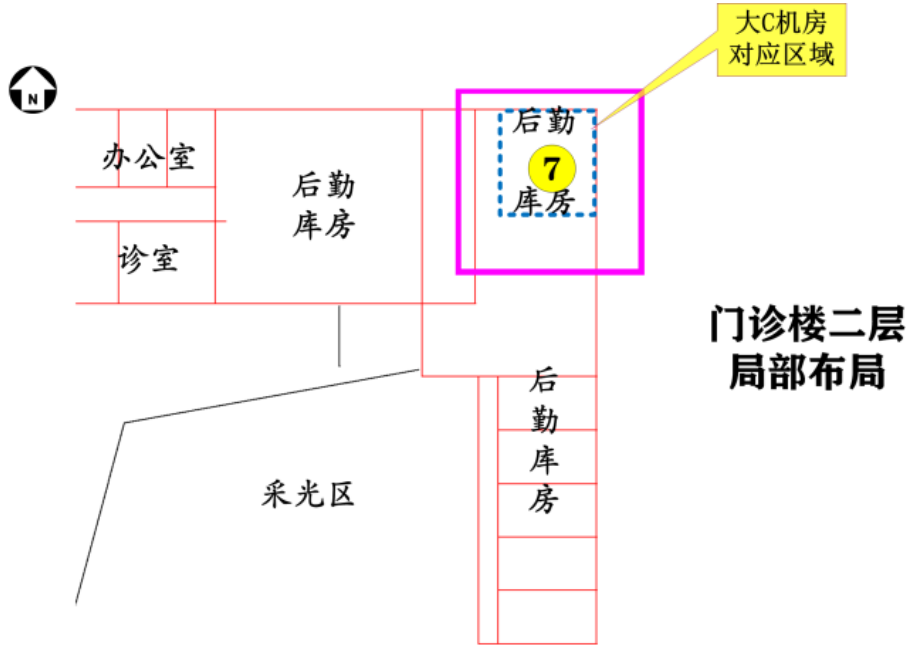 大C机房
对应区域
N
后勤
7
库房
办公室
后勤
库房
诊室
门诊楼二层
局部布局
后
勤
库
房
采光区